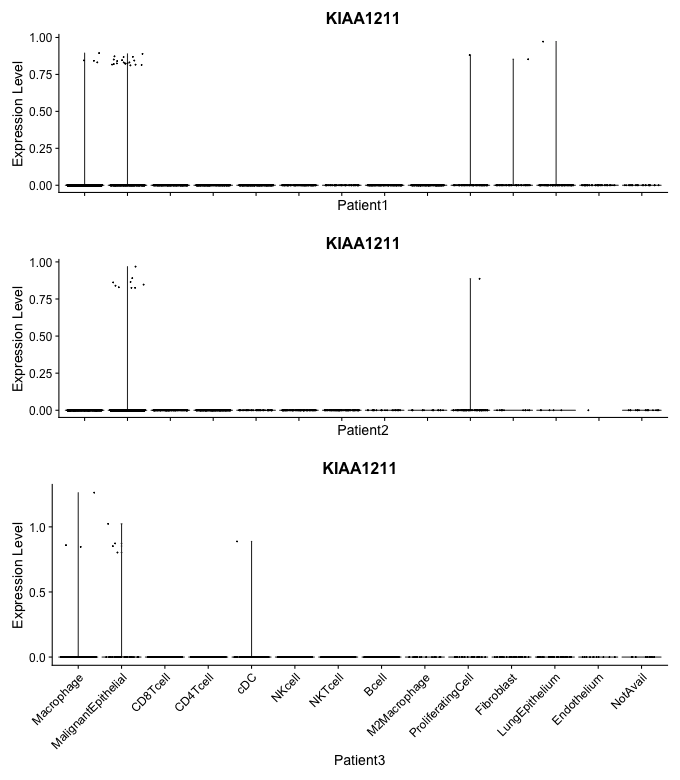 KIAA1211
Expression Level
1.00
0.75
0.50
0.25
0.00
Patient1
KIAA1211
Expression Level
1.00
0.75
0.50
0.25
0.00
Patient2
KIAA1211
Expression Level
1.0
0.5
0.0
Macrophage
MalignantEpithelial
CD8Tcell
CD4Tcell
cDC
NKcell
NKTcell
Bcell
M2Macrophage
ProliferatingCell
Fibroblast
LungEpithelium
Endothelium
NotAvail
Patient3